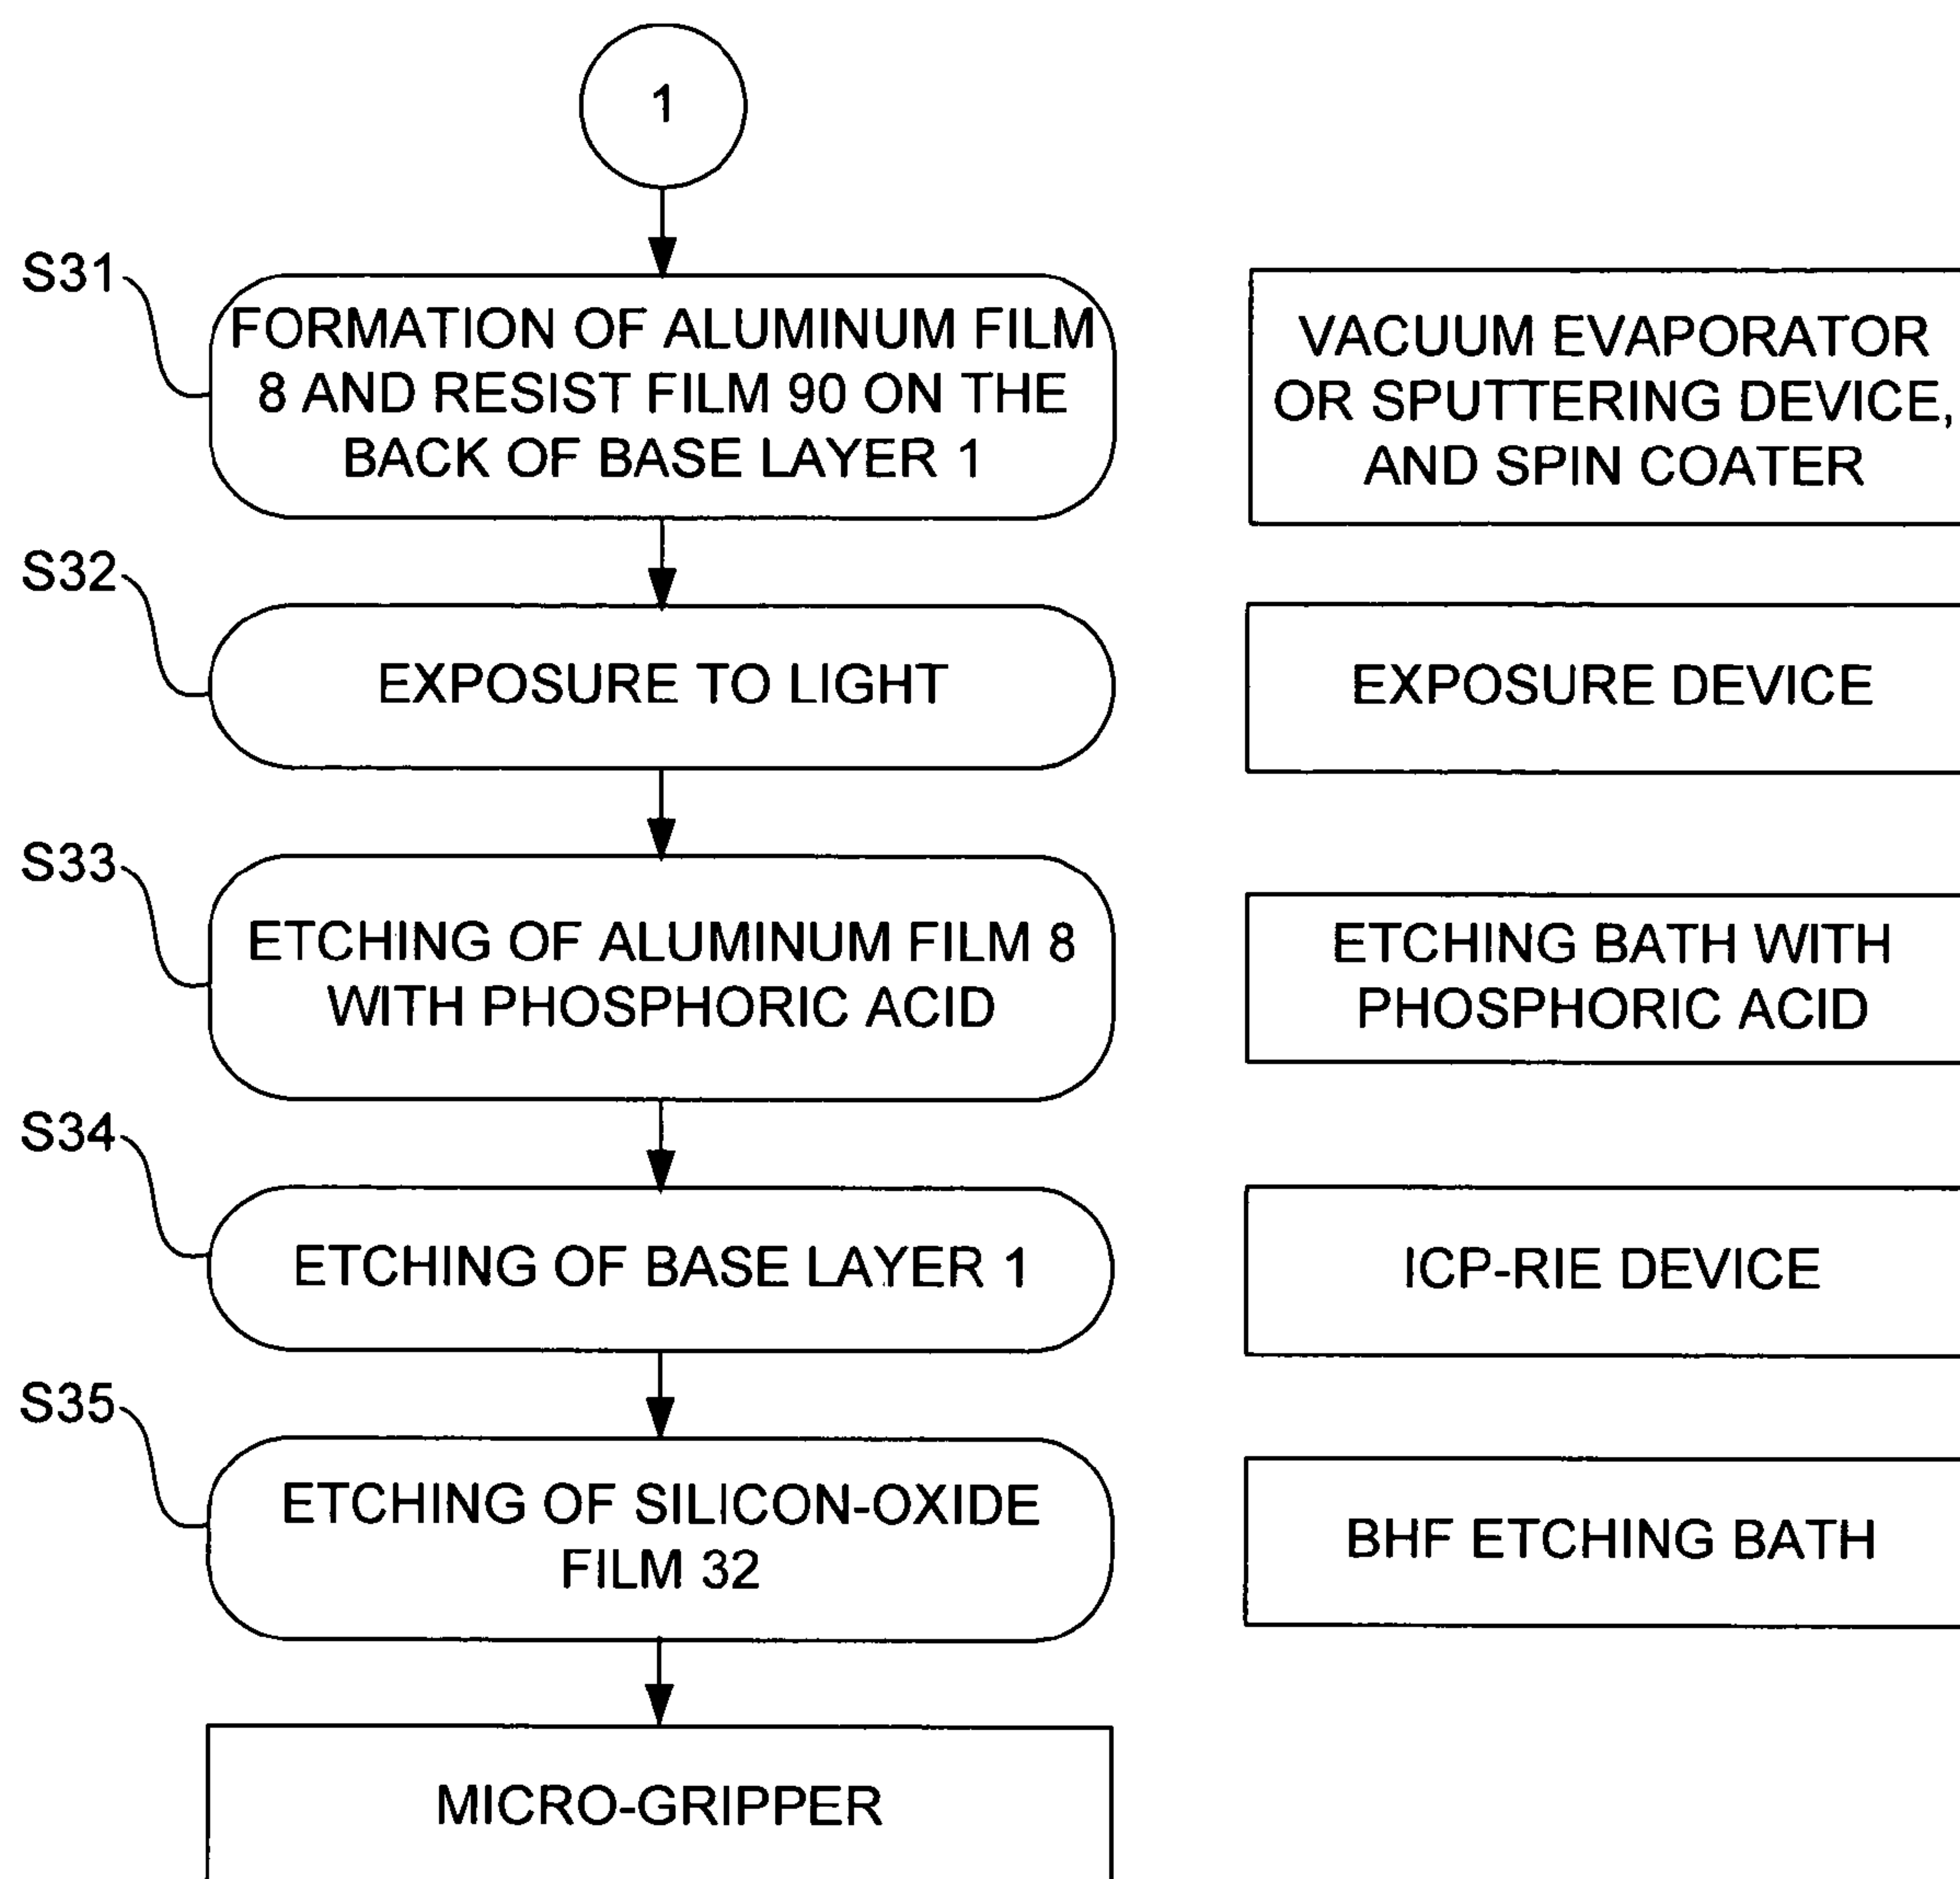 1
S31
FORMATION OF ALUMINUM FILM
8 AND RESIST FILM 90 ON THE
BACK OF BASE LAYER 1
VACUUM EVAPORATOR
OR SPUTTERING DEVICE,
AND SPIN COATER
S32
EXPOSURE TO LIGHT
EXPOSURE DEVICE
S33
ETCHING OF ALUMINUM FILM 8
WITH PHOSPHORIC ACID
ETCHING BATH WITH
PHOSPHORIC ACID
S34
ETCHING OF BASE LAYER 1
ICP-RIE DEVICE
S35
ETCHING OF SILICON-OXIDE
FILM 32
BHF ETCHING BATH
MICRO-GRIPPER